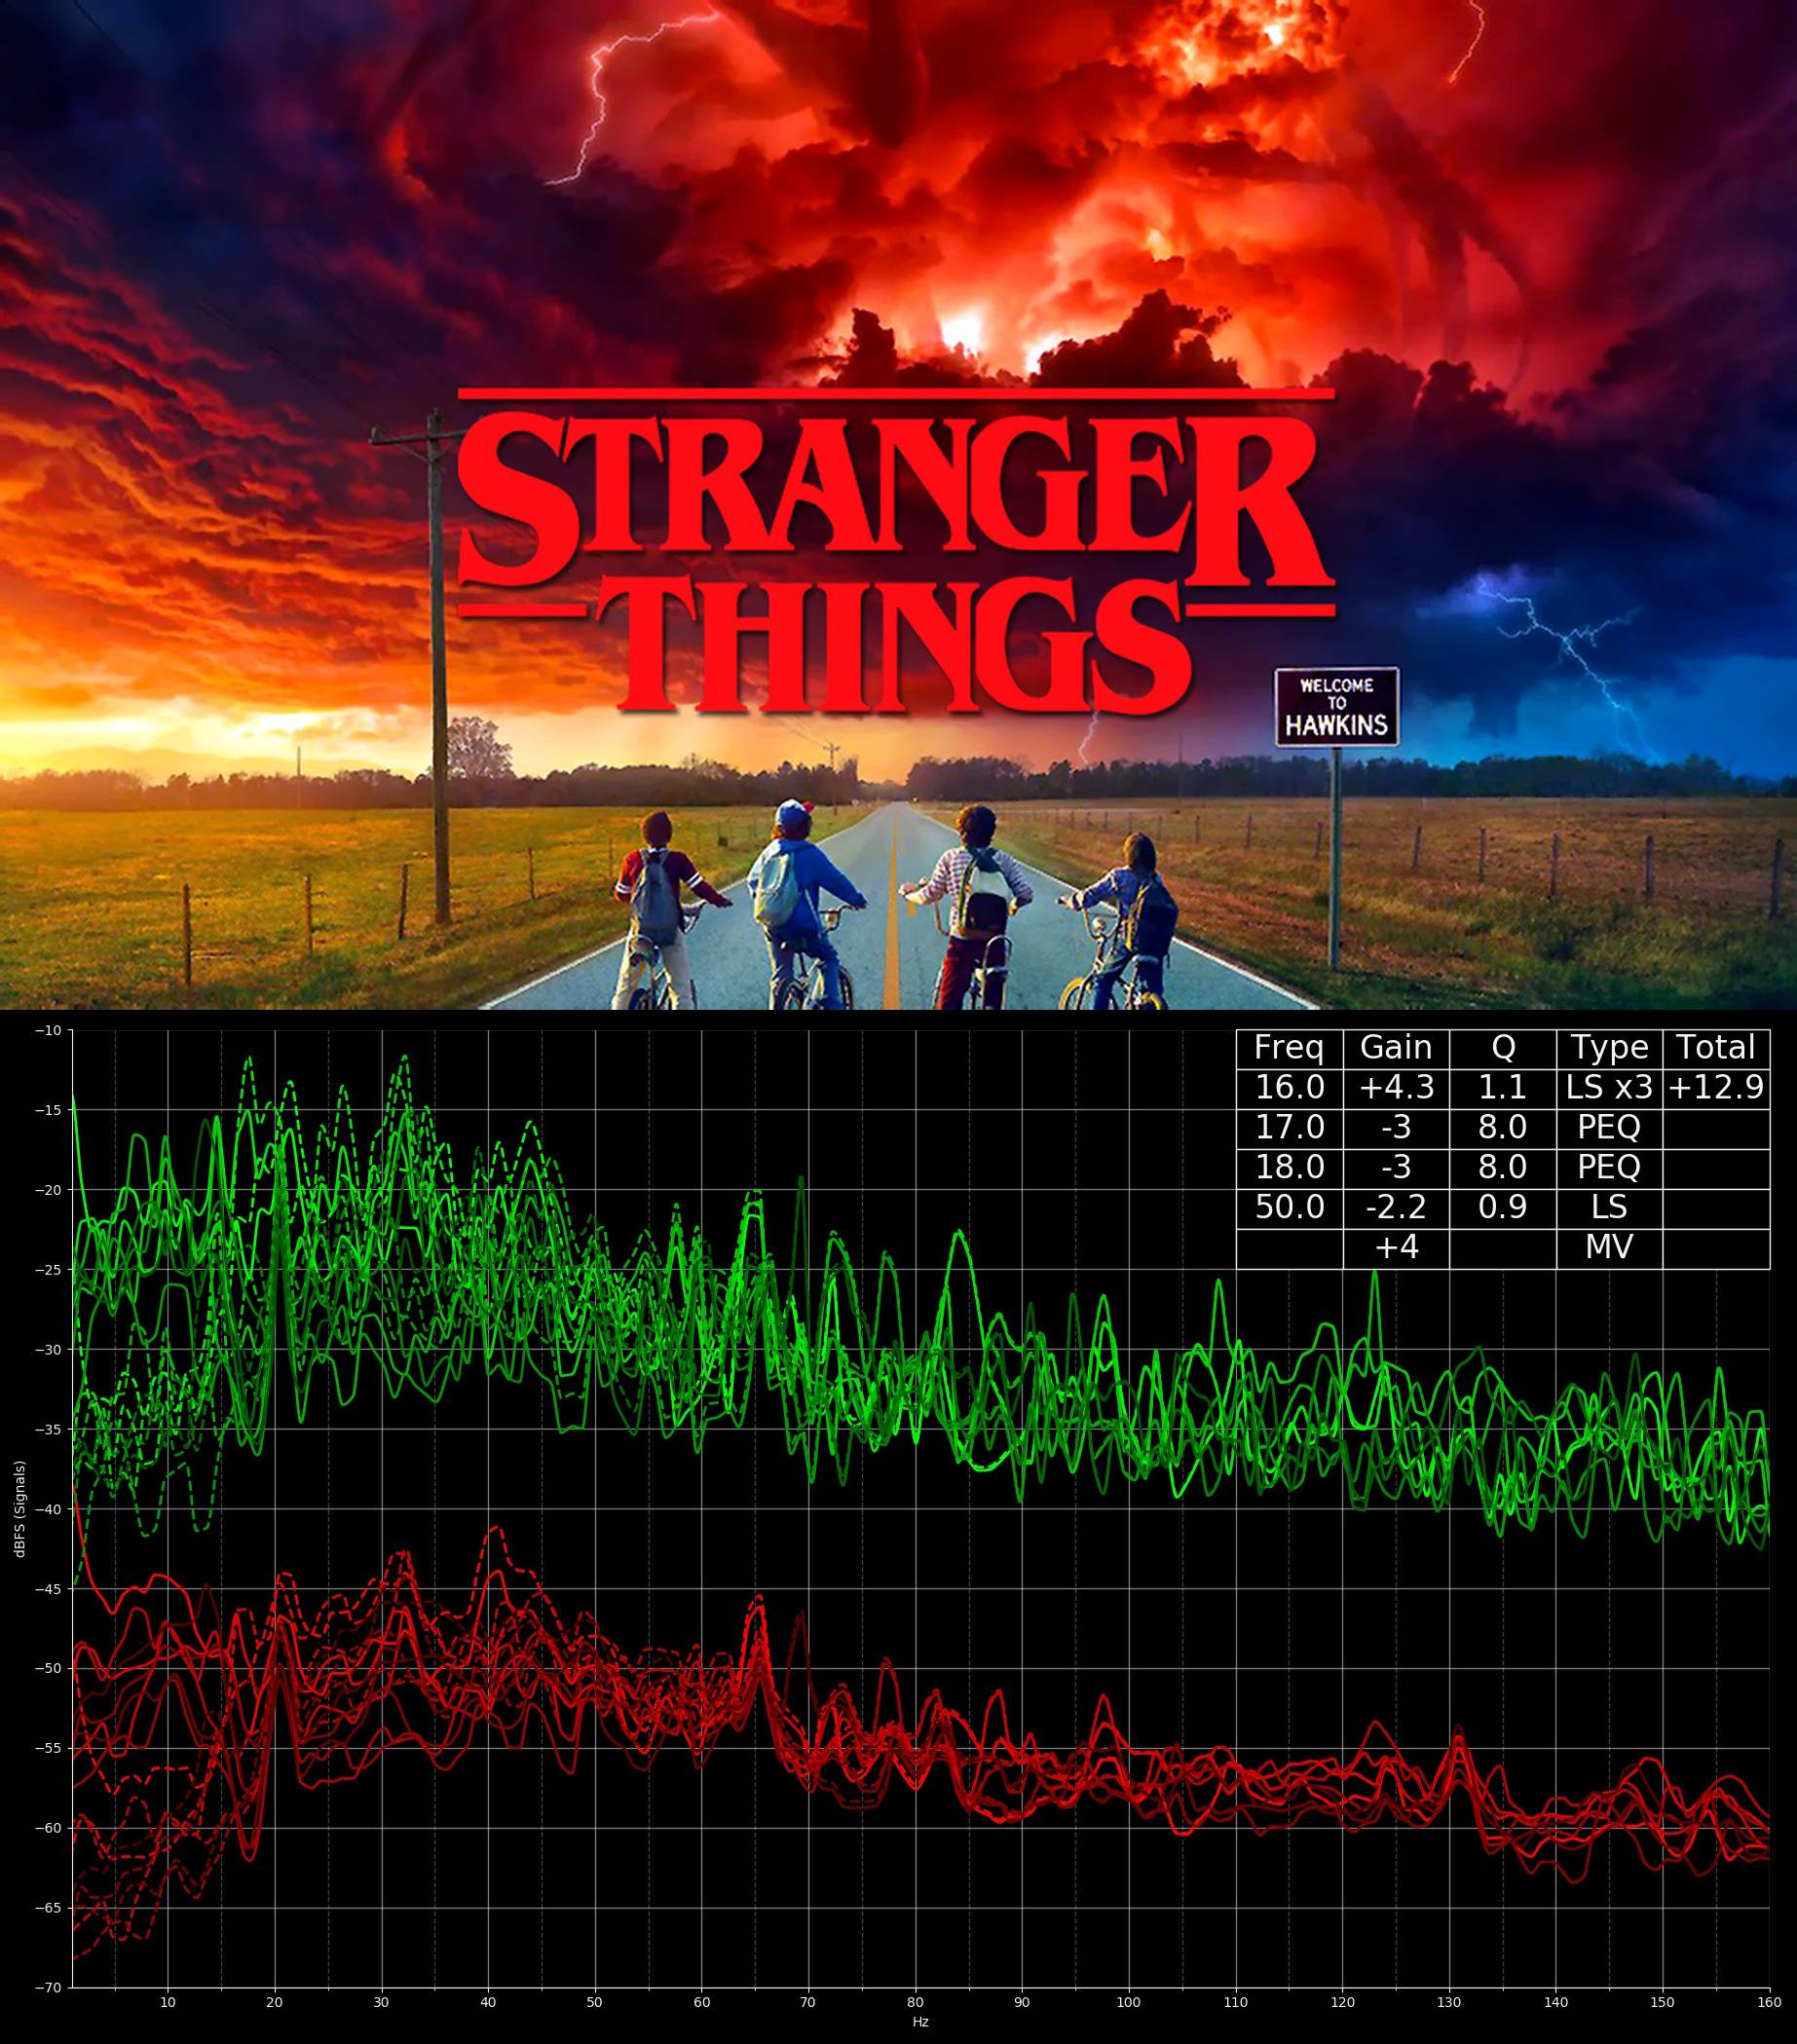 STRANGER
THINGS
WELCOME
TO
HAWKINS
Freq Gain Q Type Total
16.0 +4.3 1.1 LS x3 +12.9
17.0 -3 8.0 PEQ
18.0 -3 8.0 PEQ
50.0 -2.2 0.9 LS
+4 MV
−10
−15
−20
−25
−30
−35
−40
−45
−50
−55
−60
−65
−70
dBFS (Signals)
10 20 30 40 50 60 70 80 90 100 110 120 130 140 150 160
Hz